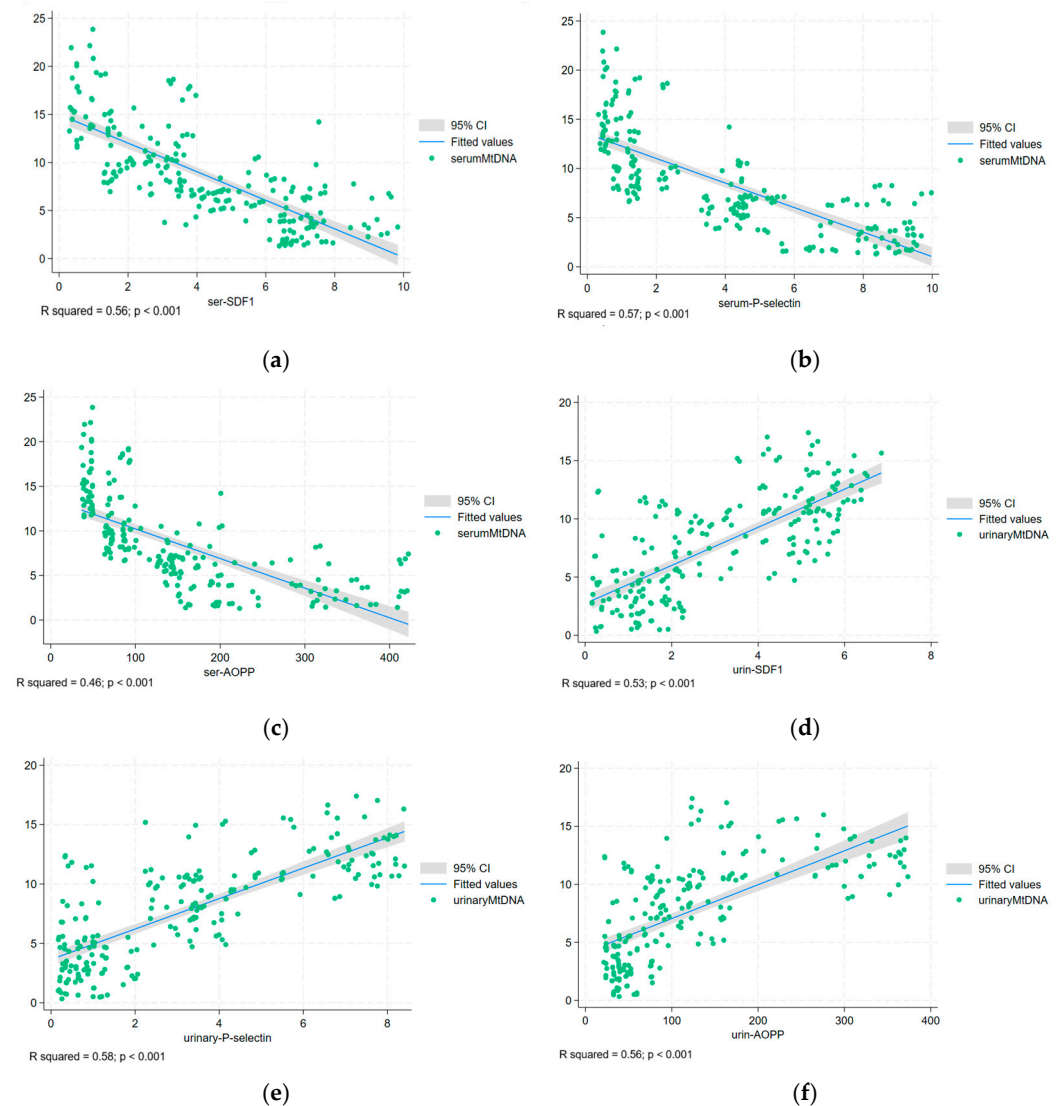 25
20
15
10
5
0
0 2 4 6 8 10
ser-SDF1
95% CI
Fitted values
serumMtDNA
R squared = 0.56; p < 0.001
(a)
25
20
15
10
5
0
0 2 4 6 8 10
serum-P-selectin
95% CI
Fitted values
serumMtDNA
R squared = 0.57; p < 0.001
(b)
25
20
15
10
5
0
0 100 200 300 400
ser-AOPP
95% CI
Fitted values
serumMtDNA
R squared = 0.46; p < 0.001
(c)
20
15
10
5
0
0 2 4 6 8
urin-SDF1
95% CI
Fitted values
urinaryMtDNA
R squared = 0.53; p < 0.001
(d)
20
15
10
5
0
0 2 4 6 8
urinary-P-selectin
95% CI
Fitted values
urinaryMtDNA
R squared = 0.58; p < 0.001
(e)
20
15
10
5
0
0 100 200 300 400
urin-AOPP
95% CI
Fitted values
urinaryMtDNA
R squared = 0.56; p < 0.001
(f)